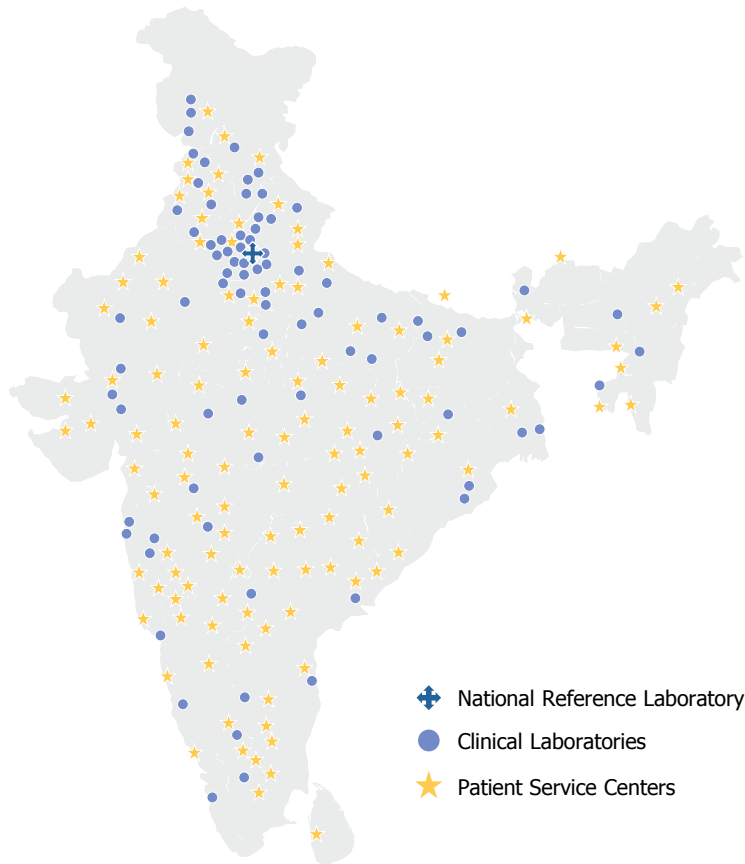 National Reference Laboratory
Clinical Laboratories
Patient Service Centers